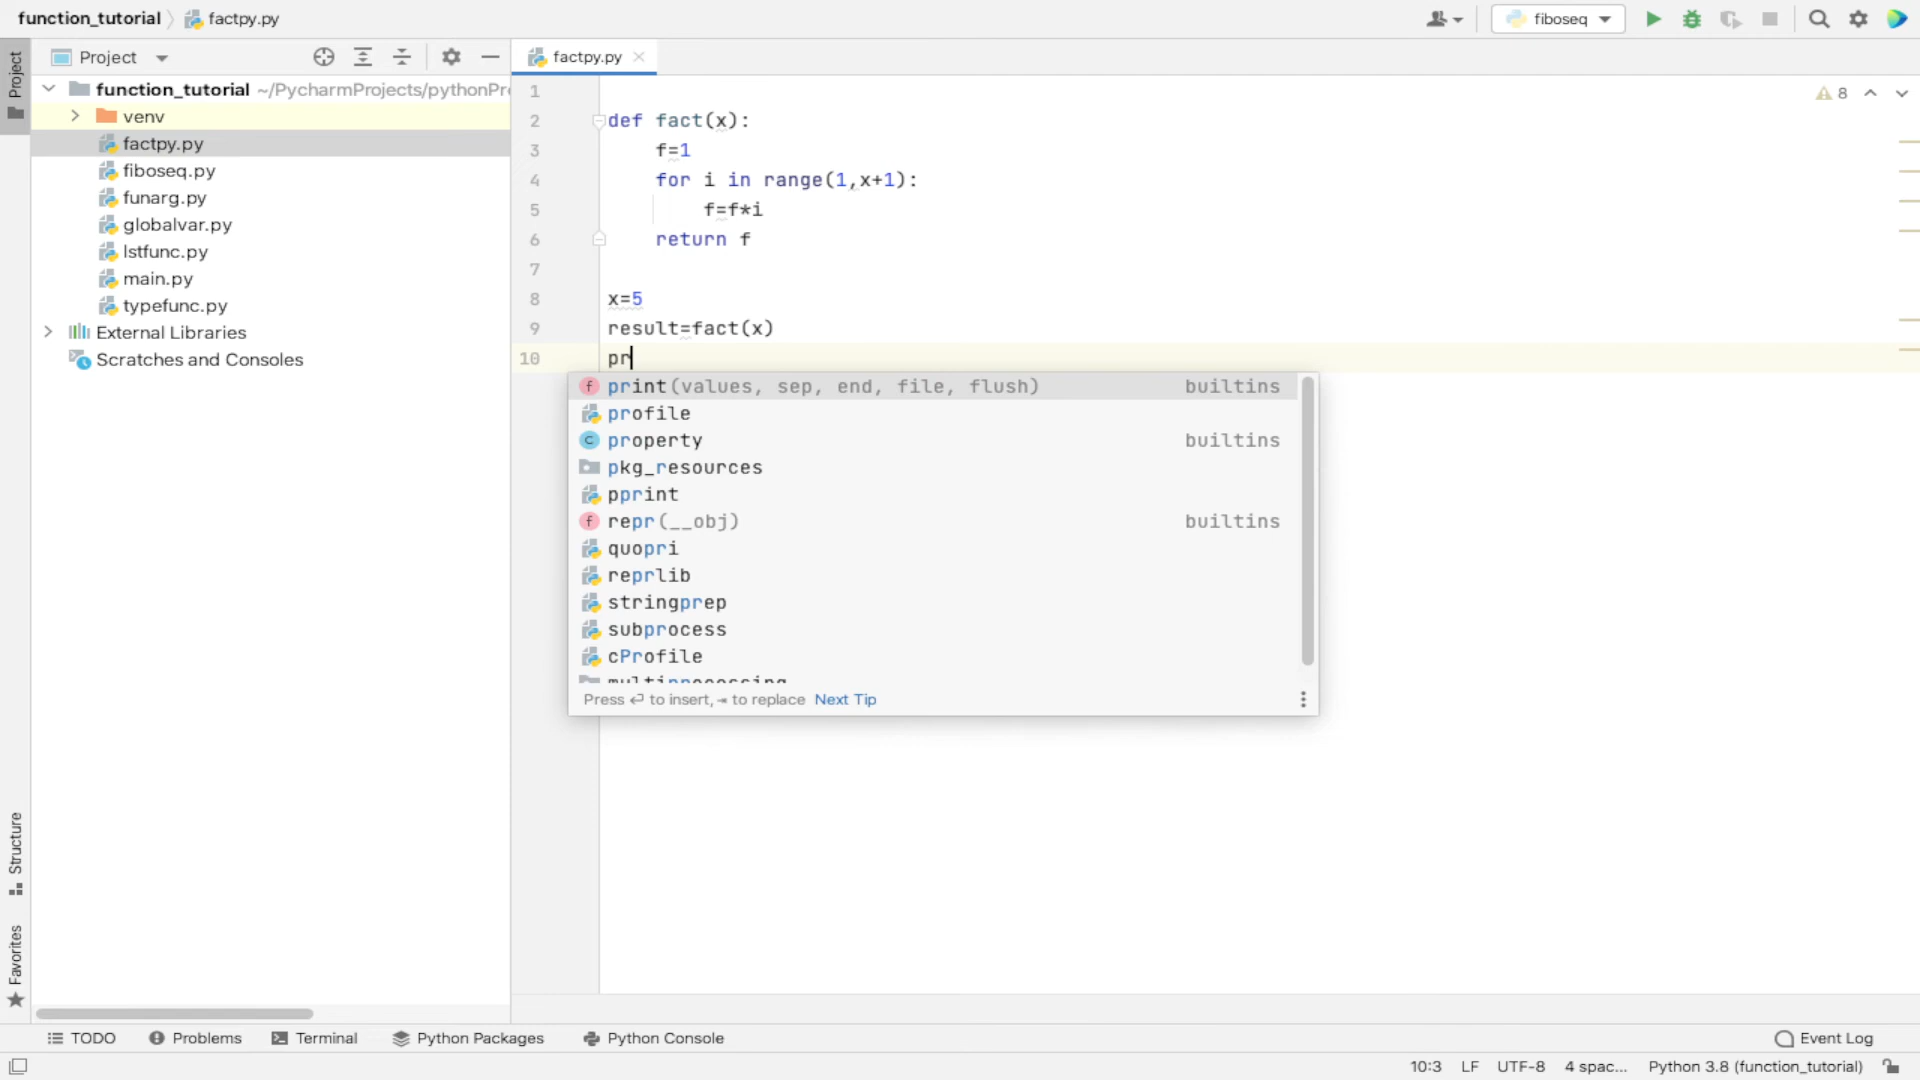 function_tutorial
factpy.py
fiboseq
Project
Project
factpy.py
function_tutorial ~/PycharmProjects/pythonPr
venv
factpy.py
fiboseq.py
funarg.py
globalvar.py
lstfunc.py
main.py
typefunc.py
External Libraries
Scratches and Consoles
Structure
Favorites
8
1
2 def fact(x):
3 f=1
4 for i in range(1,x+1):
5 f=f*i
6 return f
7
8 x=5
9 result=fact(x)
10 pr
print(values, sep, end, file, flush) builtins
profile
property builtins
pkg_resources
pprint
repr(__obj) builtins
quopri
reprlib
stringprep
subprocess
cProfile
multiprocessing
Press ↵ to insert, ⇥ to replace Next Tip
TODO Problems Terminal Python Packages Python Console Event Log
10:3 LF UTF-8 4 spac... Python 3.8 (function_tutorial)